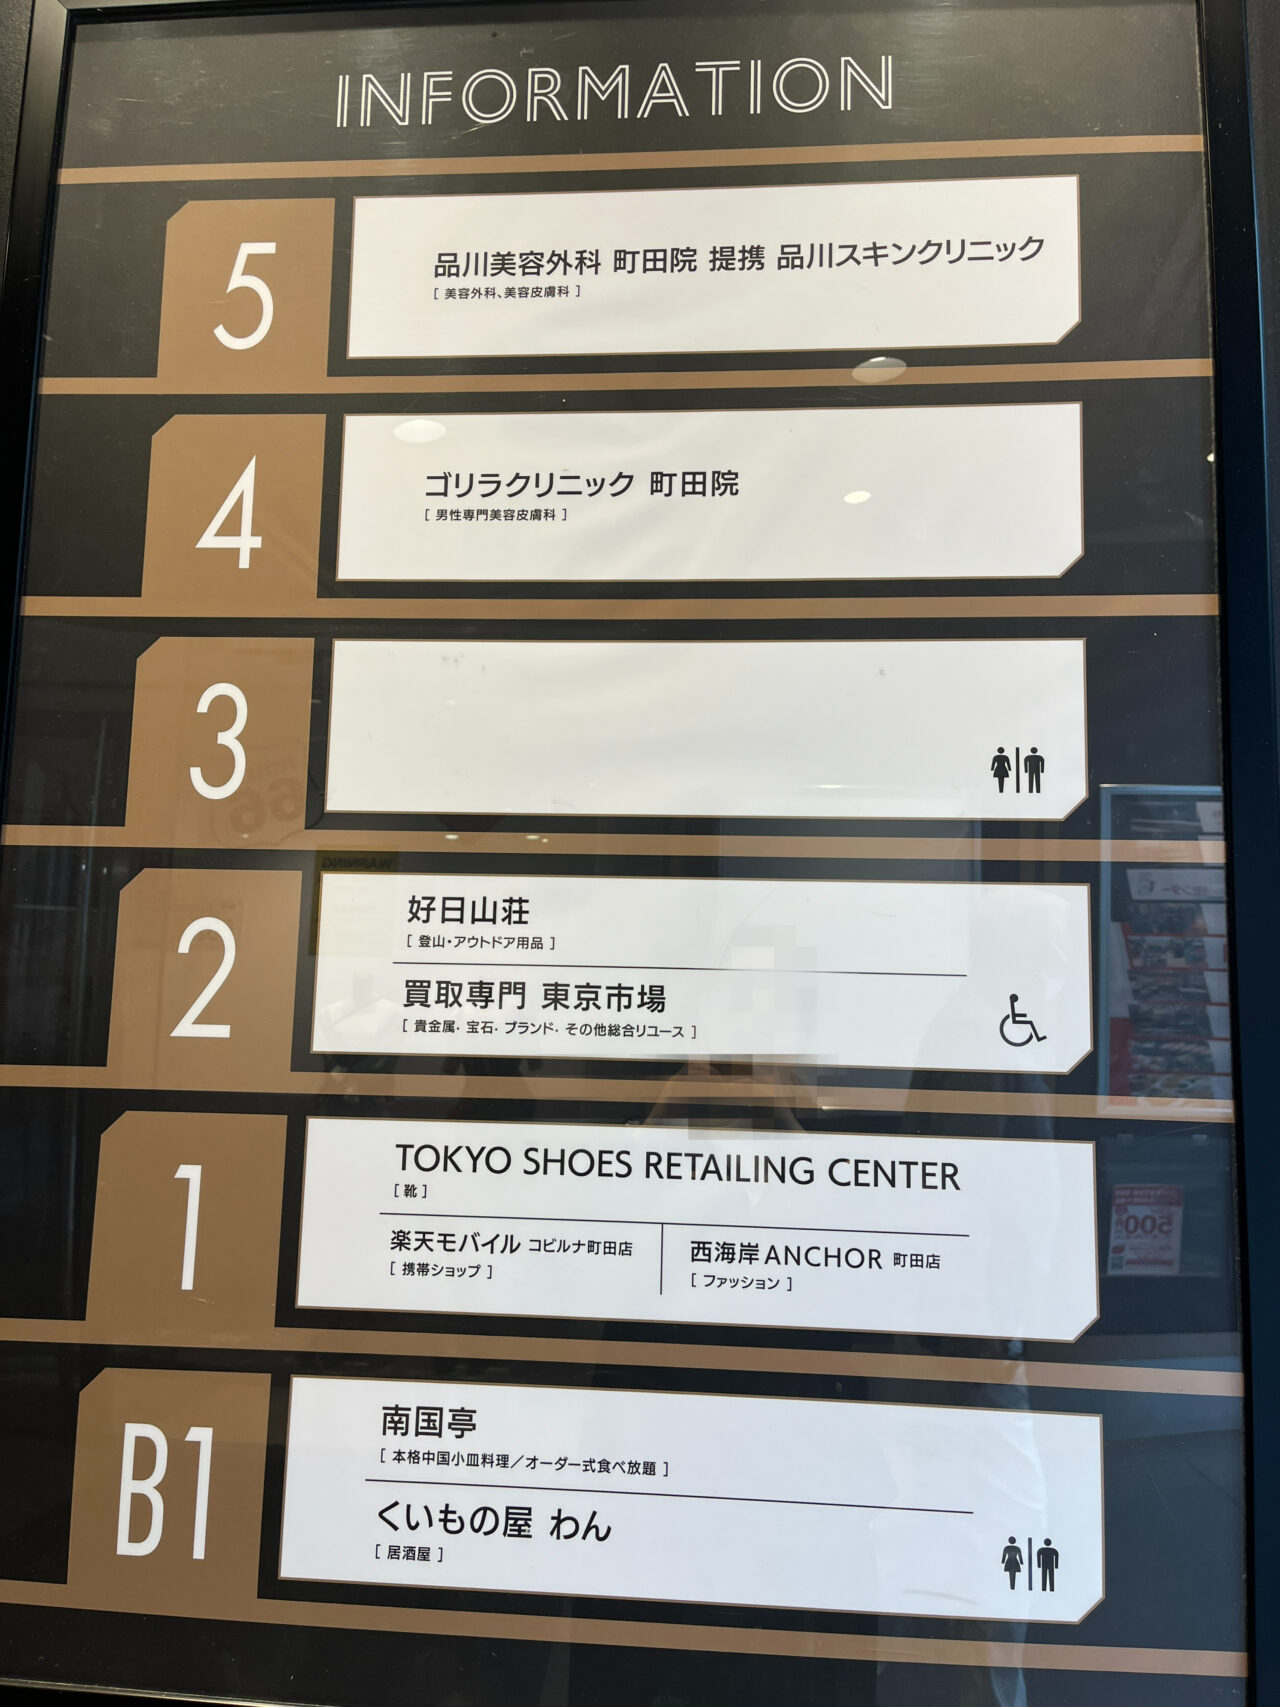 INFORMATION
5
品川美容外科 町田院 提携 品川スキンクリニック
[ 美容外科、美容皮膚科 ]
4
ゴリラクリニック 町田院
[ 男性専門美容皮膚科 ]
3
2
好日山荘
[ 登山・アウトドア用品 ]
買取専門 東京市場
[ 貴金属・宝石・ブランド・その他総合リユース ]
1
TOKYO SHOES RETAILING CENTER
[ 靴 ]
楽天モバイル コビルナ町田店
[ 携帯ショップ ]
西海岸ANCHOR 町田店
[ ファッション ]
B1
南国亭
[ 本格中国小皿料理／オーダー式食べ放題 ]
くいもの屋 わん
[ 居酒屋 ]